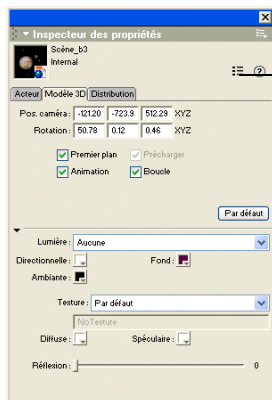 Inspecteur des propriétés
Scène_b3
Internal
Acteur Modèle 3D Distribution
Pos. caméra : -121.20 -723.9 512.29 XYZ
Rotation : 50.78 0.12 0.46 XYZ
Premier plan Précharger
Animation Boucle
Par défaut
Lumière : Aucune
Directionnelle : Fond :
Ambiante :
Texture : Par défaut
NoTexture
Diffuse : Spéculaire :
Réflexion : 0